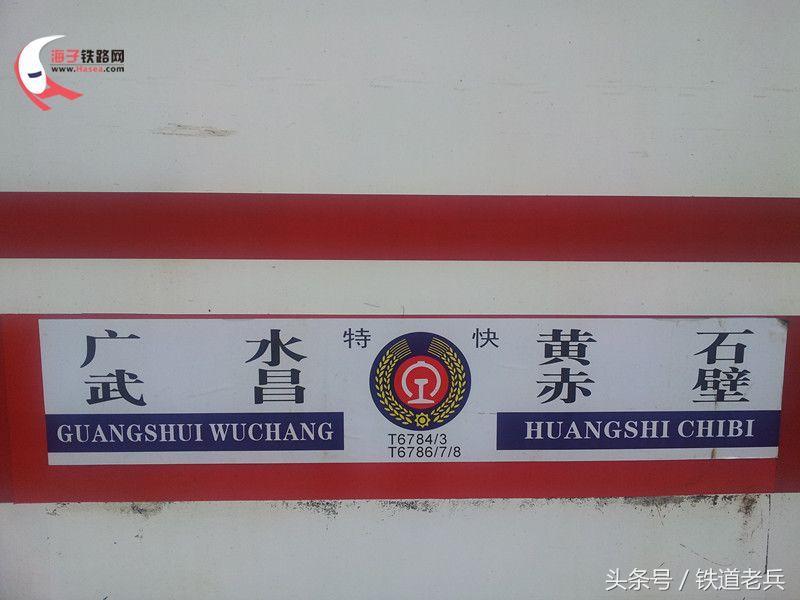 海子铁路网
www.Hasea.com
广水 特快 黄石
武昌 赤壁
GUANGSHUI WUCHANG
HUANGSHI CHIBI
T6784/3
T6786/7/8
头条号／铁道老兵